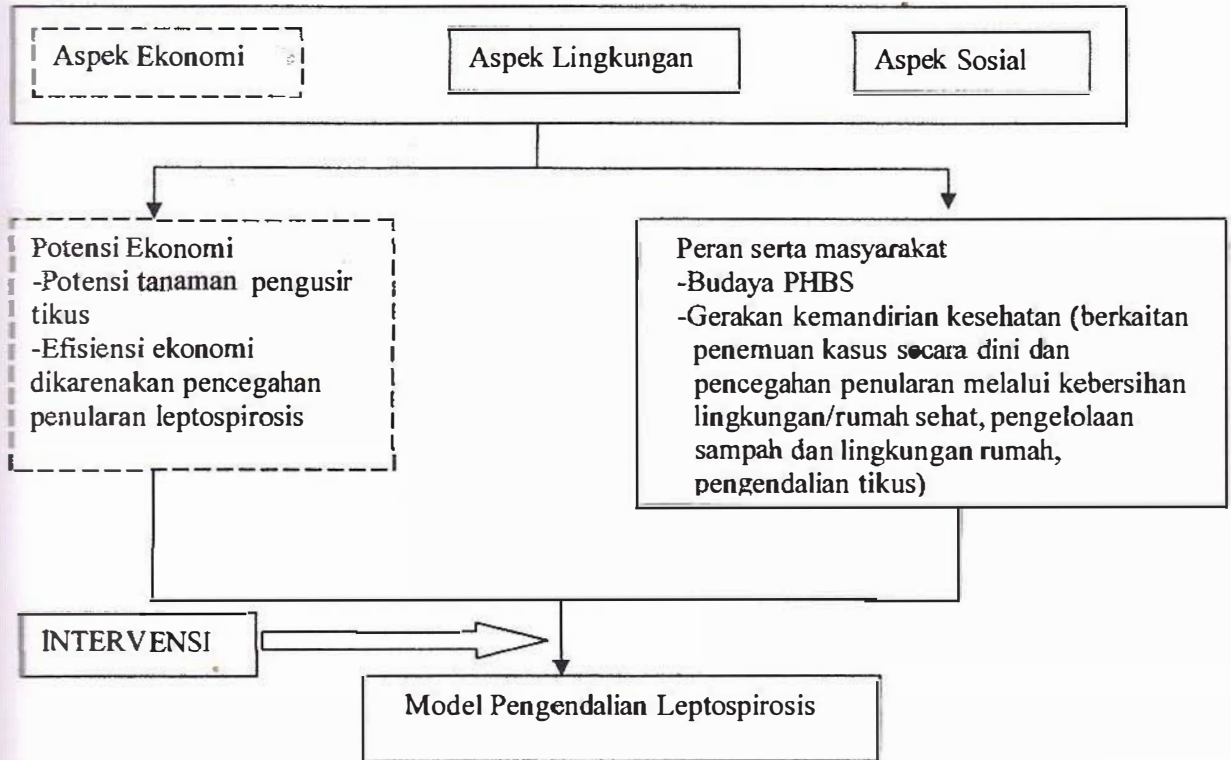 Aspek Ekonomi
Aspek Lingkungan
Aspek Sosial
Potensi Ekonomi
-Potensi tanaman pengusir
tikus
-Efisiensi ekonomi
dikarenakan pencegahan
penularan leptospirosis
Peran serta masyarakat
-Budaya PHBS
-Gerakan kemandirian kesehatan (berkaitan
penemuan kasus secara dini dan
pencegahan penularan melalui kebersihan
lingkungan/rumah sehat, pengelolaan
sampah dan lingkungan rumah,
pengendalian tikus)
INTERVENSI
Model Pengendalian Leptospirosis